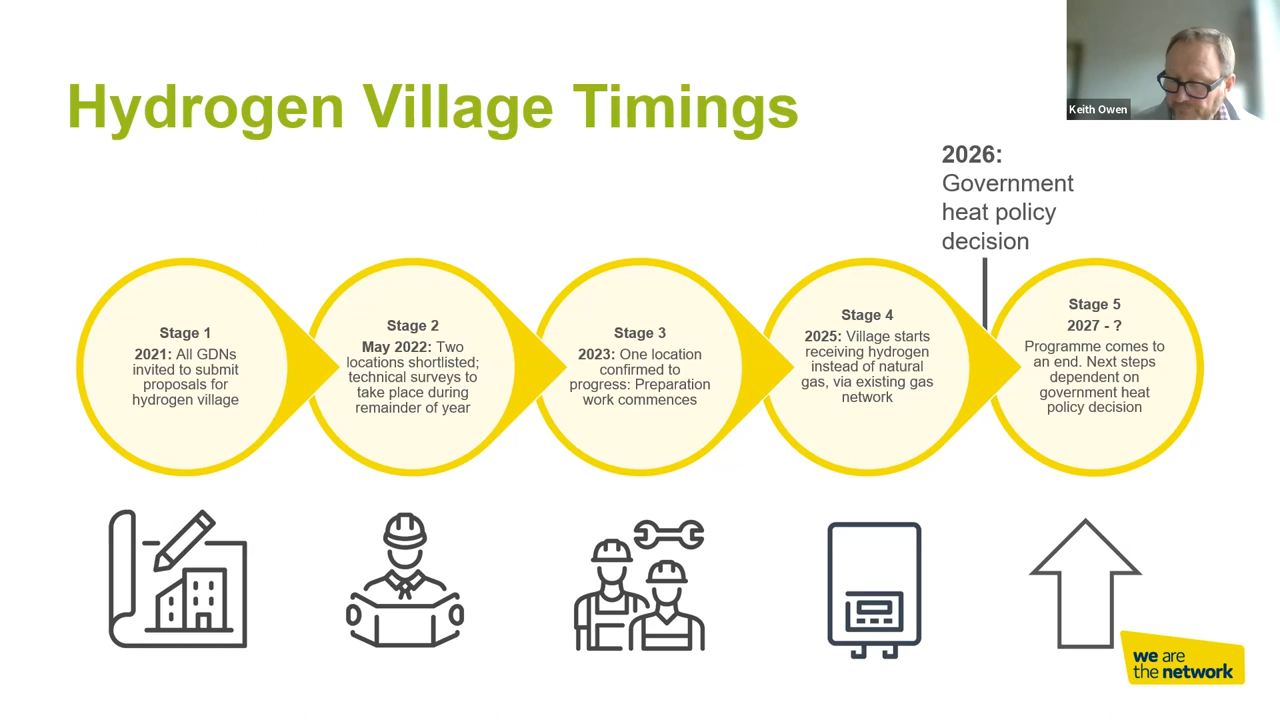 Hydrogen Village Timings
Keith Owen
2026:
Government
heat policy
decision
Stage 1
2021: All GDNs
invited to submit
proposals for
hydrogen village
Stage 2
May 2022: Two
locations shortlisted;
technical surveys to
take place during
remainder of year
Stage 3
2023: One location
confirmed to
progress: Preparation
work commences
Stage 4
2025: Village starts
receiving hydrogen
instead of natural
gas, via existing gas
network
Stage 5
2027 - ?
Programme comes to
an end. Next steps
dependent on
government heat
policy decision
we are
the network